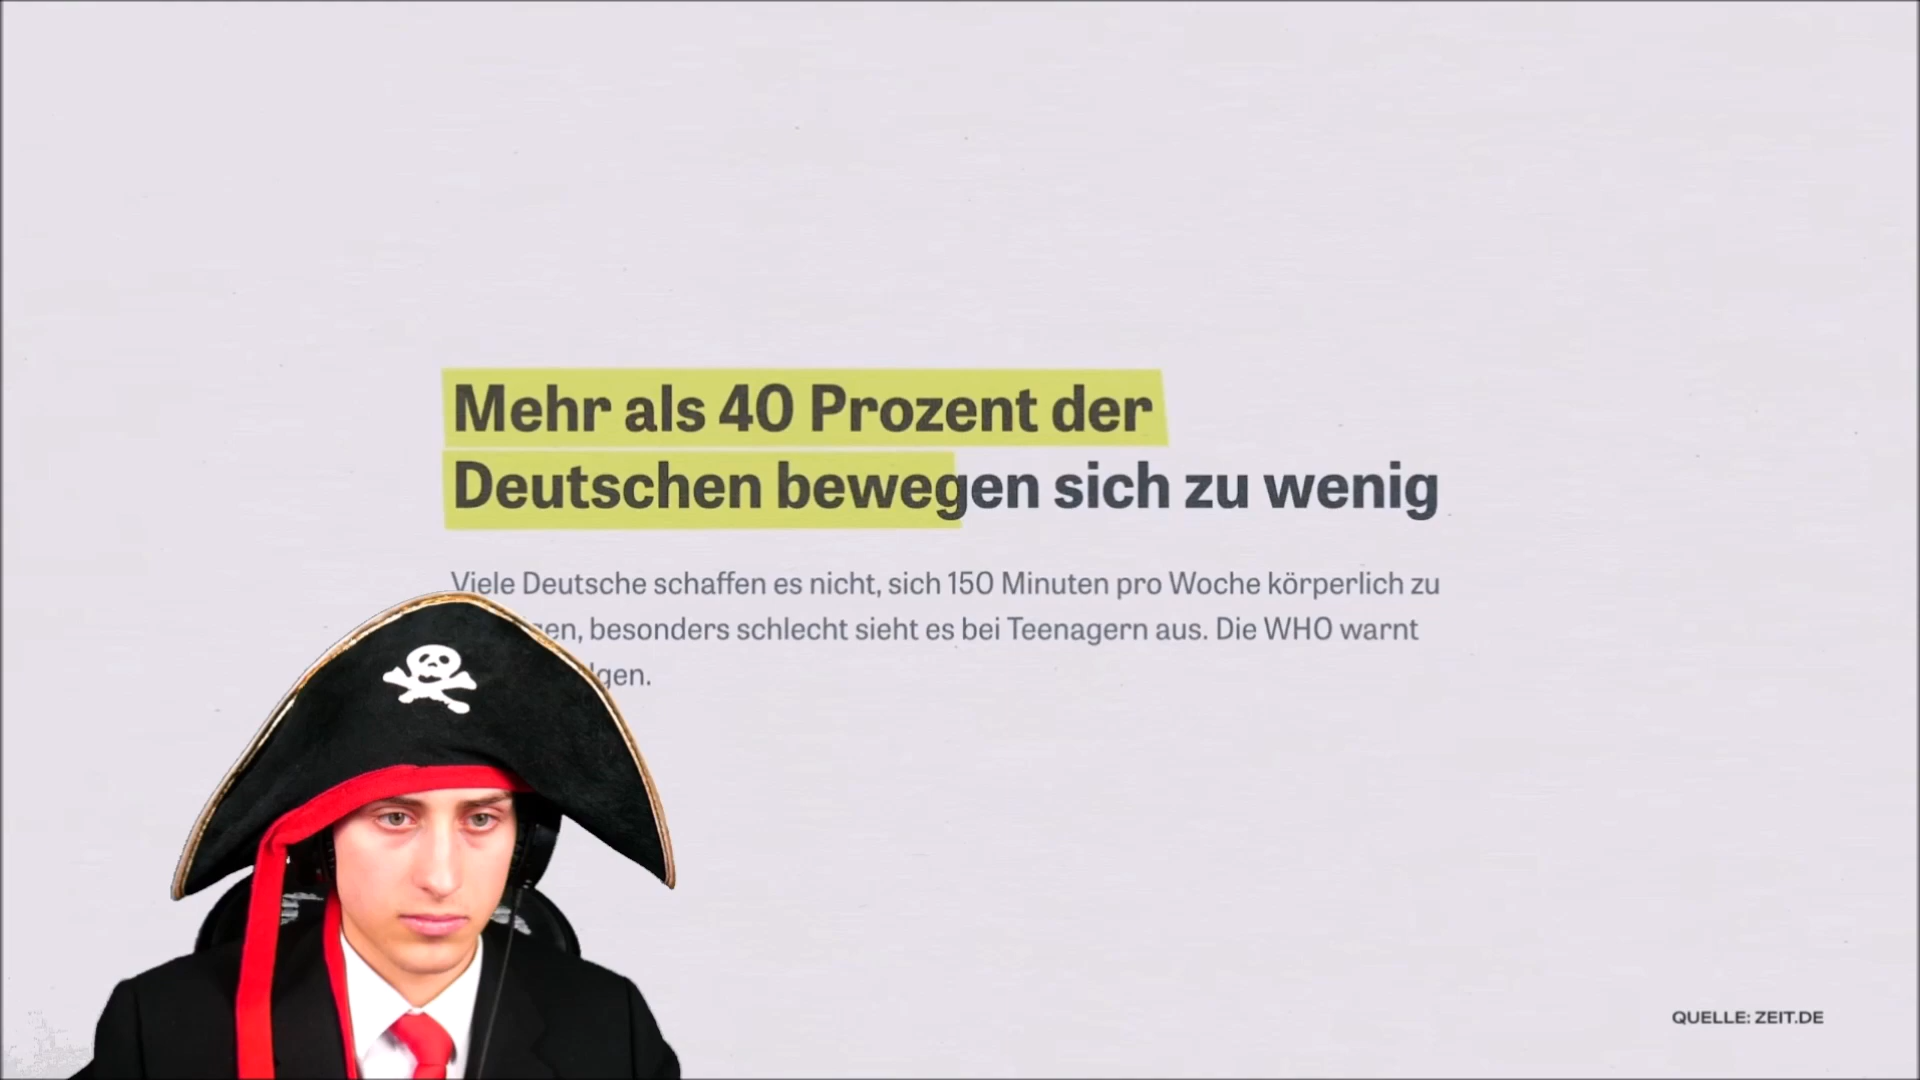 Mehr als 40 Prozent der
Deutschen bewegen sich zu wenig
Viele Deutsche schaffen es nicht, sich 150 Minuten pro Woche körperlich zu
besonders schlecht sieht es bei Teenagern aus. Die WHO warnt
QUELLE: ZEIT.DE